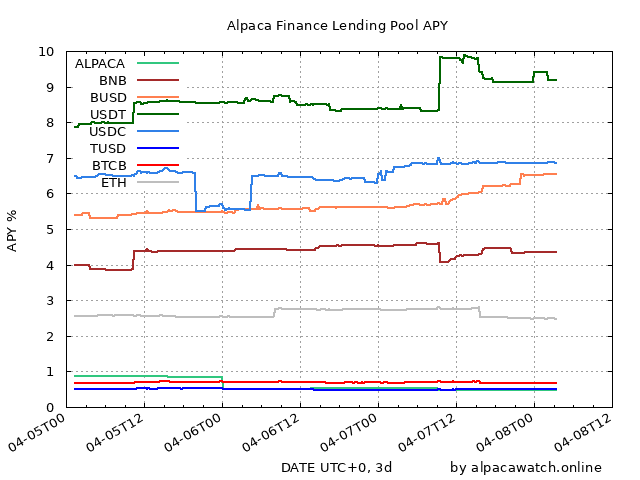 Alpaca Finance Lending Pool APY
10
9
8
7
6
5
4
3
2
1
0
APY %
ALPACA
BNB
BUSD
USDT
USDC
TUSD
BTCB
ETH
04-05T00
04-05T12
04-06T00
04-06T12
04-07T00
04-07T12
04-08T00
04-08T12
DATE UTC+0, 3d
by alpacawatch.online